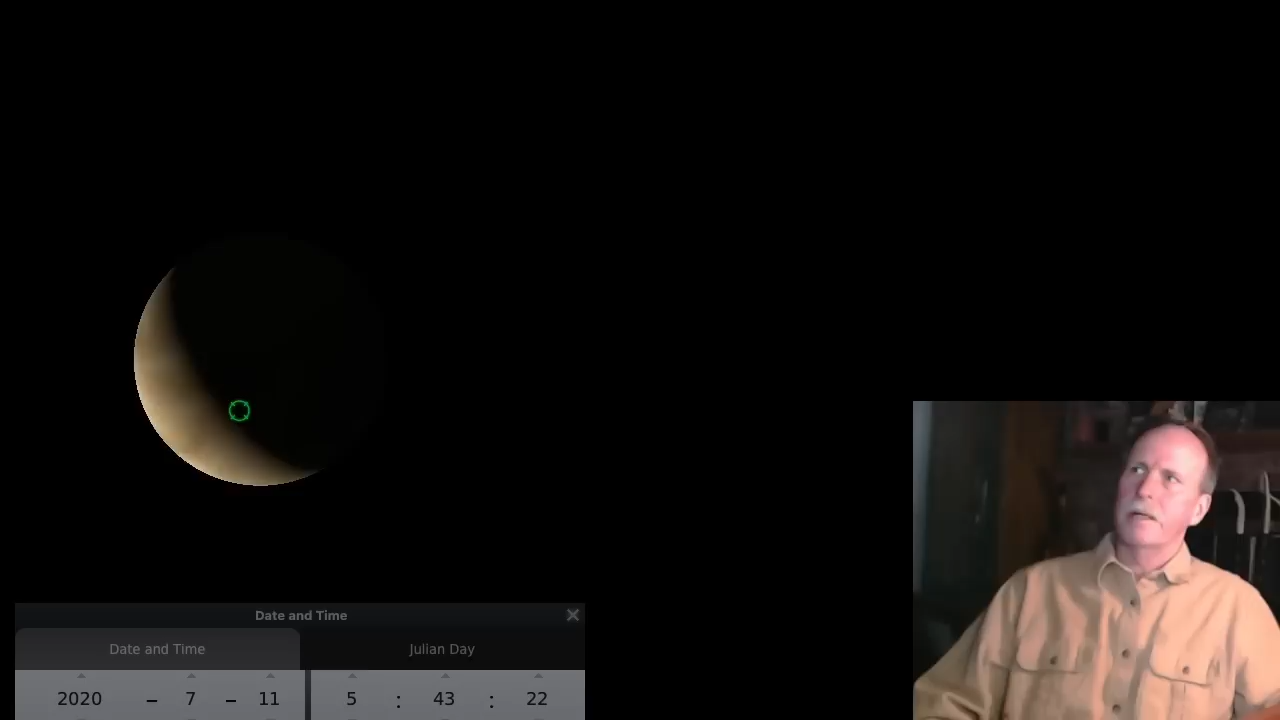 Date and Time
Date and Time Julian Day
2020 – 7 – 11 5 : 43 : 22